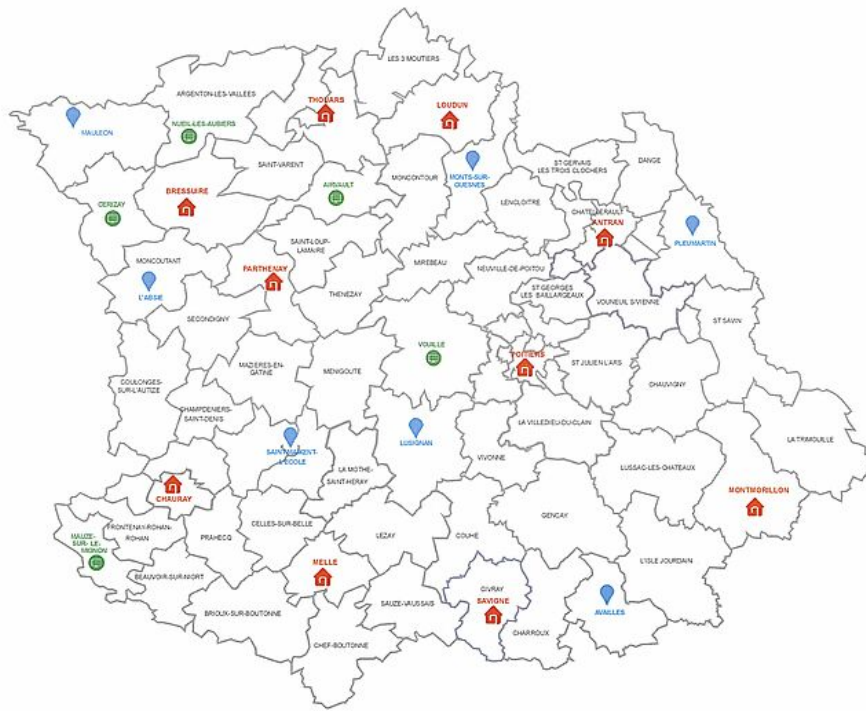 LES 3 MOUTIERS
ARGENTON-LES-VALLEES
THOUARS
LOUDUN
NUEIL-LES-AUBIERS
MAULEON
SAINT-VARENT
MONCONTOUR
MONTS-SUR-
GUESNES
ST GERVAIS
LES TROIS CLOCHERS
DANGE
BRESSUIRE
AIRVAULT
CERIZAY
LENCLOITRE
CHATELLERAULT
ANTRAN
PLEUMARTIN
SAINT-LOUP-
LAMAIRE
MONCOUTANT
PARTHENAY
MIREBEAU
NEUVILLE-DE-POITOU
L'ABSIE
THENEZAY
ST GEORGES
LES BAILLARGEAUX
VOUNEUIL S/VIENNE
SECONDIGNY
ST SAVIN
VOUILLE
POITIERS
ST JULIEN L'ARS
MAZIERES-EN-
GATINE
MENIGOUTE
CHAUVIGNY
COULONGES-
SUR-L'AUTIZE
CHAMPDENIERS-
SAINT-DENIS
LA VILLEDIEU-DU-CLAIN
LUSIGNAN
LA TRIMOUILLE
SAINT-MAIXENT-
L'ECOLE
VIVONNE
LA MOTHE-
SAINT-HERAY
LUSSAC-LES-CHATEAUX
MONTMORILLON
CHAURAY
GENCAY
FRONTENAY-ROHAN-
ROHAN
CELLES-SUR-BELLE
PRAHECQ
LEZAY
COUHE
MAUZE-
SUR- LE-
MIGNON
L'ISLE JOURDAIN
BEAUVOIR-SUR-NIORT
MELLE
CIVRAY
SAVIGNE
SAUZE-VAUSSAIS
AVAILLES
BRIOUX-SUR-BOUTONNE
CHARROUX
CHEF-BOUTONNE